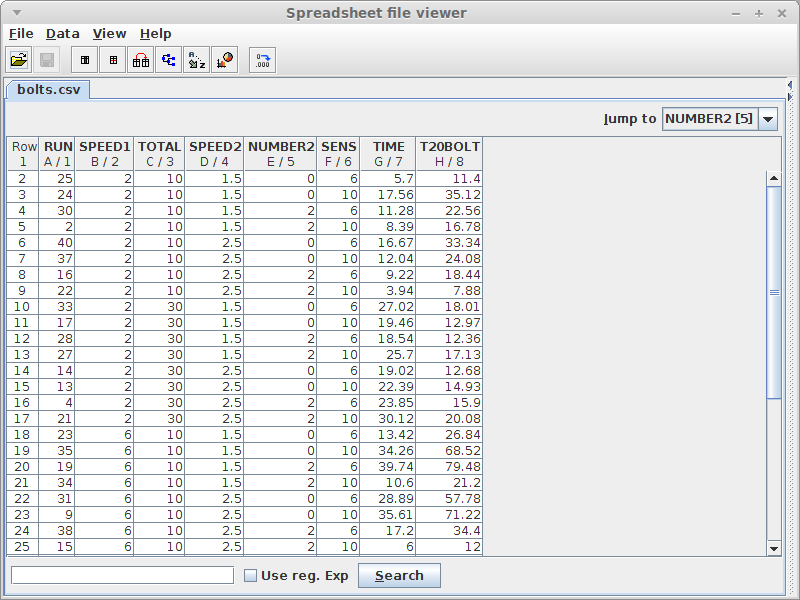 Spreadsheet file viewer
File Data View Help
A Z 0? .000
bolts.csv
Jump to NUMBER2 [5]
Row RUN SPEED1 TOTAL SPEED2 NUMBER2 SENS TIME T20BOLT
1 A / 1 B / 2 C / 3 D / 4 E / 5 F / 6 G / 7 H / 8
2 25 2 10 1.5 0 6 5.7 11.4
3 24 2 10 1.5 0 10 17.56 35.12
4 30 2 10 1.5 2 6 11.28 22.56
5 2 2 10 1.5 2 10 8.39 16.78
6 40 2 10 2.5 0 6 16.67 33.34
7 37 2 10 2.5 0 10 12.04 24.08
8 16 2 10 2.5 2 6 9.22 18.44
9 22 2 10 2.5 2 10 3.94 7.88
10 33 2 30 1.5 0 6 27.02 18.01
11 17 2 30 1.5 0 10 19.46 12.97
12 28 2 30 1.5 2 6 18.54 12.36
13 27 2 30 1.5 2 10 25.7 17.13
14 14 2 30 2.5 0 6 19.02 12.68
15 13 2 30 2.5 0 10 22.39 14.93
16 4 2 30 2.5 2 6 23.85 15.9
17 21 2 30 2.5 2 10 30.12 20.08
18 23 6 10 1.5 0 6 13.42 26.84
19 35 6 10 1.5 0 10 34.26 68.52
20 19 6 10 1.5 2 6 39.74 79.48
21 34 6 10 1.5 2 10 10.6 21.2
22 31 6 10 2.5 0 6 28.89 57.78
23 9 6 10 2.5 0 10 35.61 71.22
24 38 6 10 2.5 2 6 17.2 34.4
25 15 6 10 2.5 2 10 6 12
Use reg. Exp Search